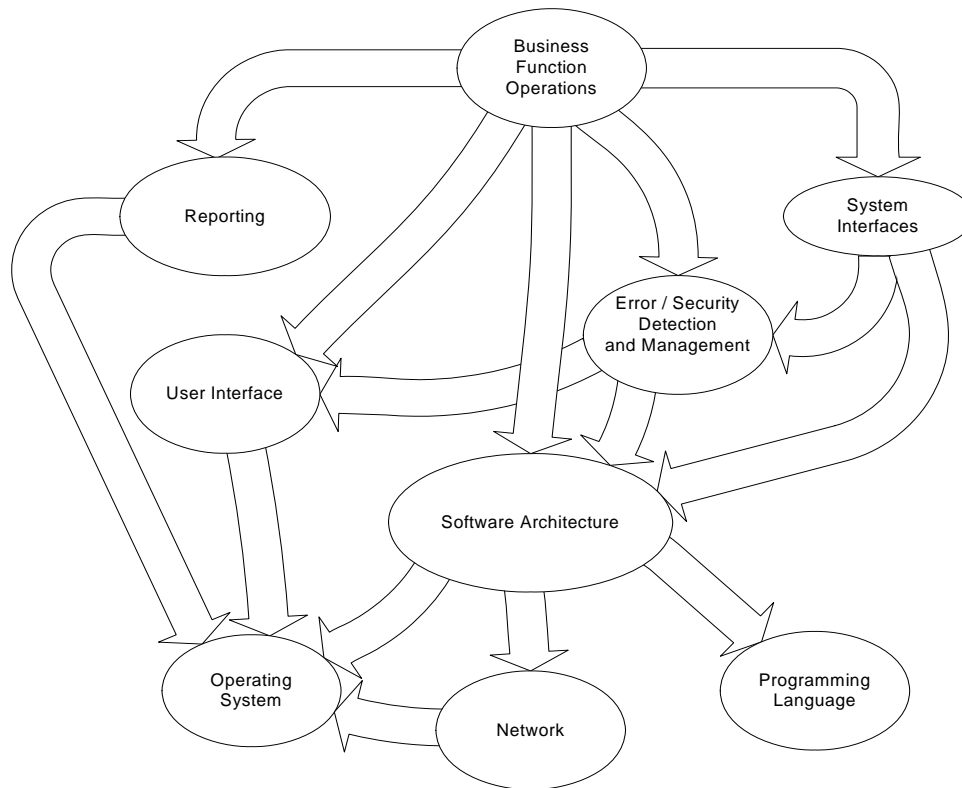 Business
Function
Operations
Reporting
System
Interfaces
Error / Security
Detection
and Management
User Interface
Software Architecture
Operating
System
Network
Programming
Language